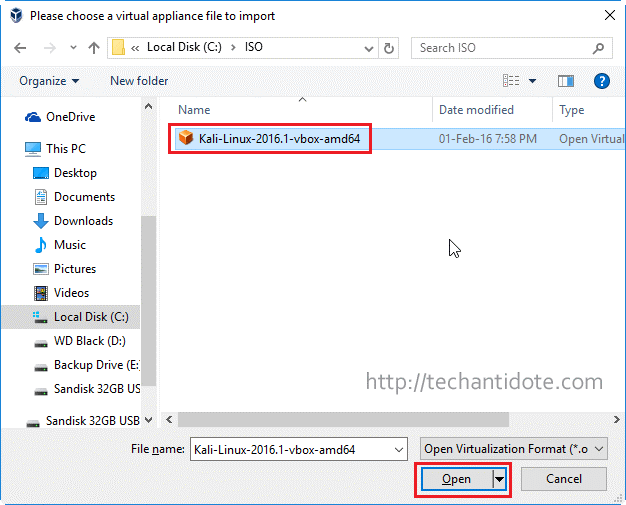 Please choose a virtual appliance file to import
« Local Disk (C:) > ISO
Search ISO
Organize
New folder
Name
Date modified
Type
Kali-Linux-2016.1-vbox-amd64
01-Feb-16 7:58 PM
Open Virtual
OneDrive
This PC
Desktop
Documents
Downloads
Music
Pictures
Videos
Local Disk (C:)
WD Black (D:)
Backup Drive (E:
Sandisk 32GB USB
Sandisk 32GB USB
http://techantidote.com
File name:
Kali-Linux-2016.1-vbox-amd64
Open Virtualization Format (*.o
Open
Cancel